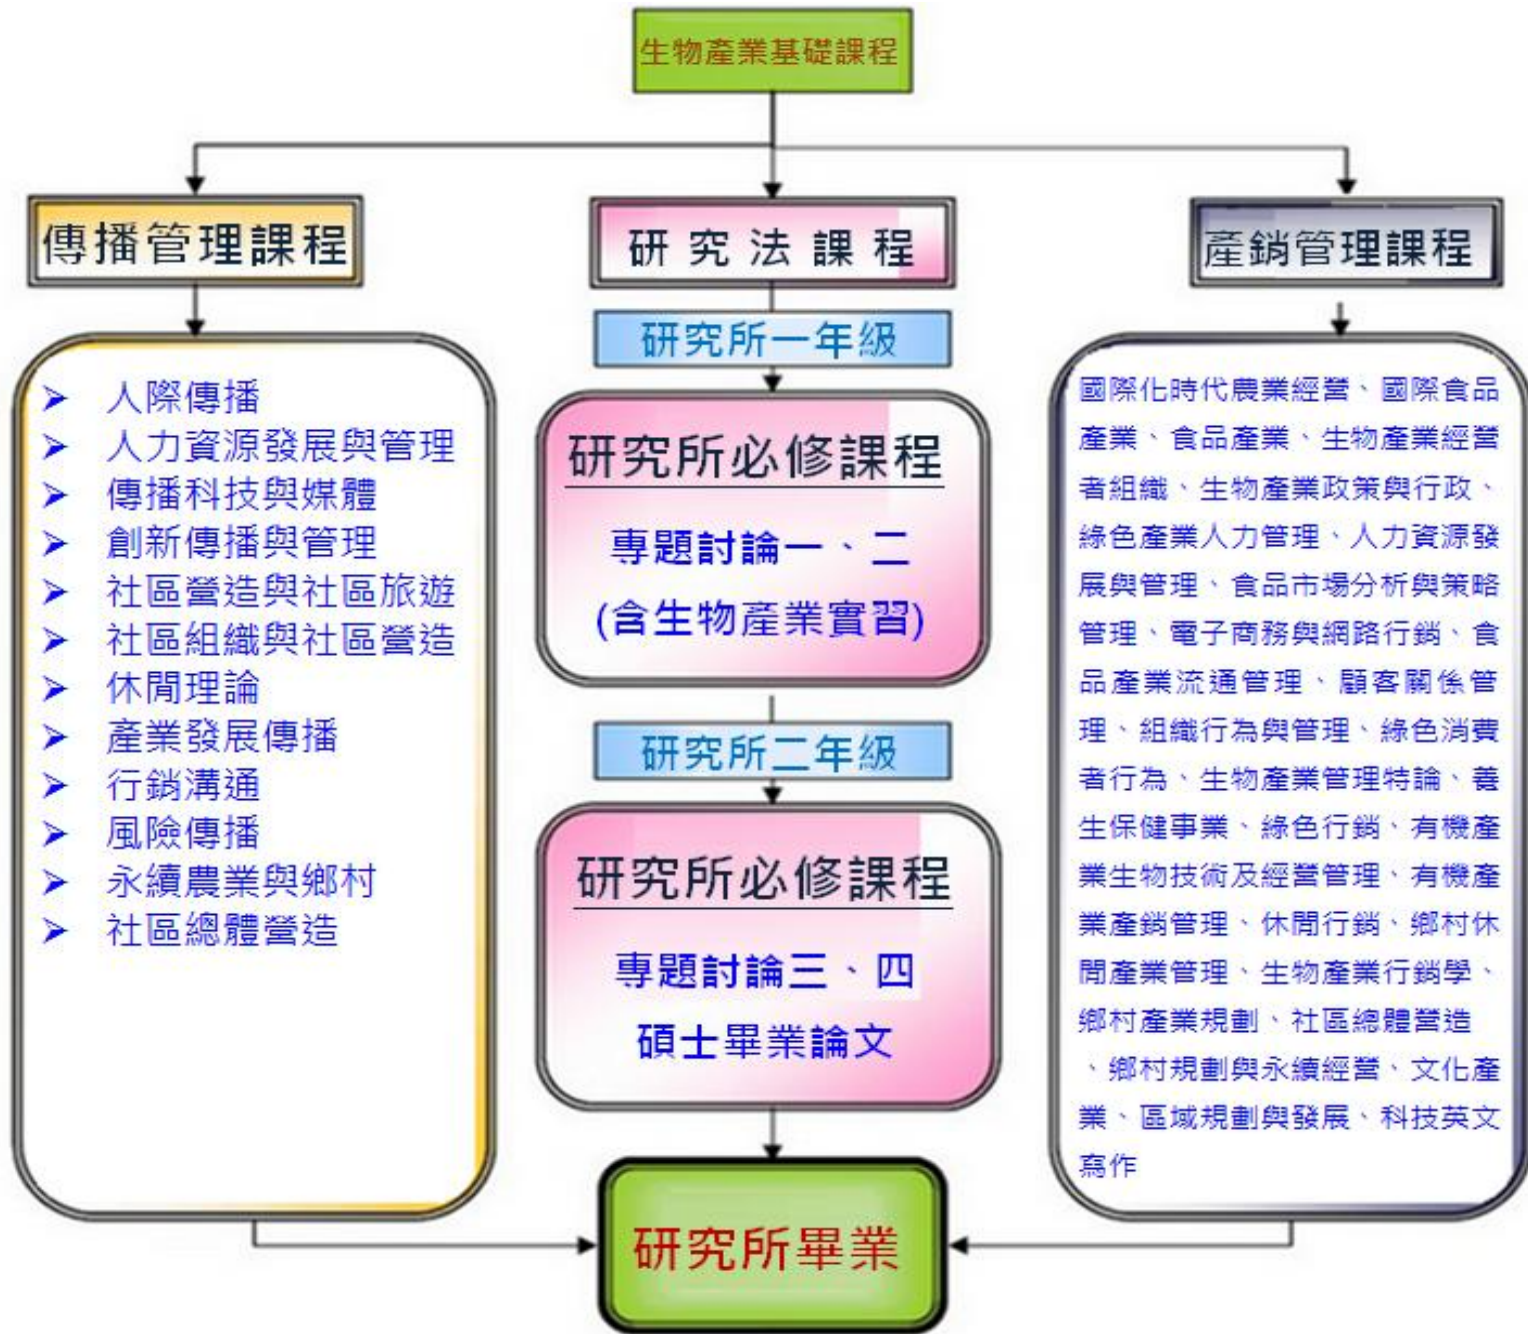 生物產業基礎課程
傳播管理課程
研究法課程
產銷管理課程
人際傳播
人力資源發展與管理
傳播科技與媒體
創新傳播與管理
社區營造與社區旅遊
社區組織與社區營造
休閒理論
產業發展傳播
行銷溝通
風險傳播
永續農業與鄉村
社區總體營造
研究所一年級
研究所必修課程
專題討論一、二
(含生物產業實習)
研究所二年級
研究所必修課程
專題討論三、四
碩士畢業論文
國際化時代農業經營、國際食品
產業、食品產業、生物產業經營
者組織、生物產業政策與行政、
綠色產業人力管理、人力資源發
展與管理、食品市場分析與策略
管理、電子商務與網路行銷、食
品產業流通管理、顧客關係管
理、組織行為與管理、綠色消費
者行為、生物產業管理特論、養
生保健事業、綠色行銷、有機產
業生物技術及經營管理、有機產
業產銷管理、休閒行銷、鄉村休
閒產業管理、生物產業行銷學、
鄉村產業規劃、社區總體營造
、鄉村規劃與永續經營、文化產
業、區域規劃與發展、科技英文
寫作
研究所畢業